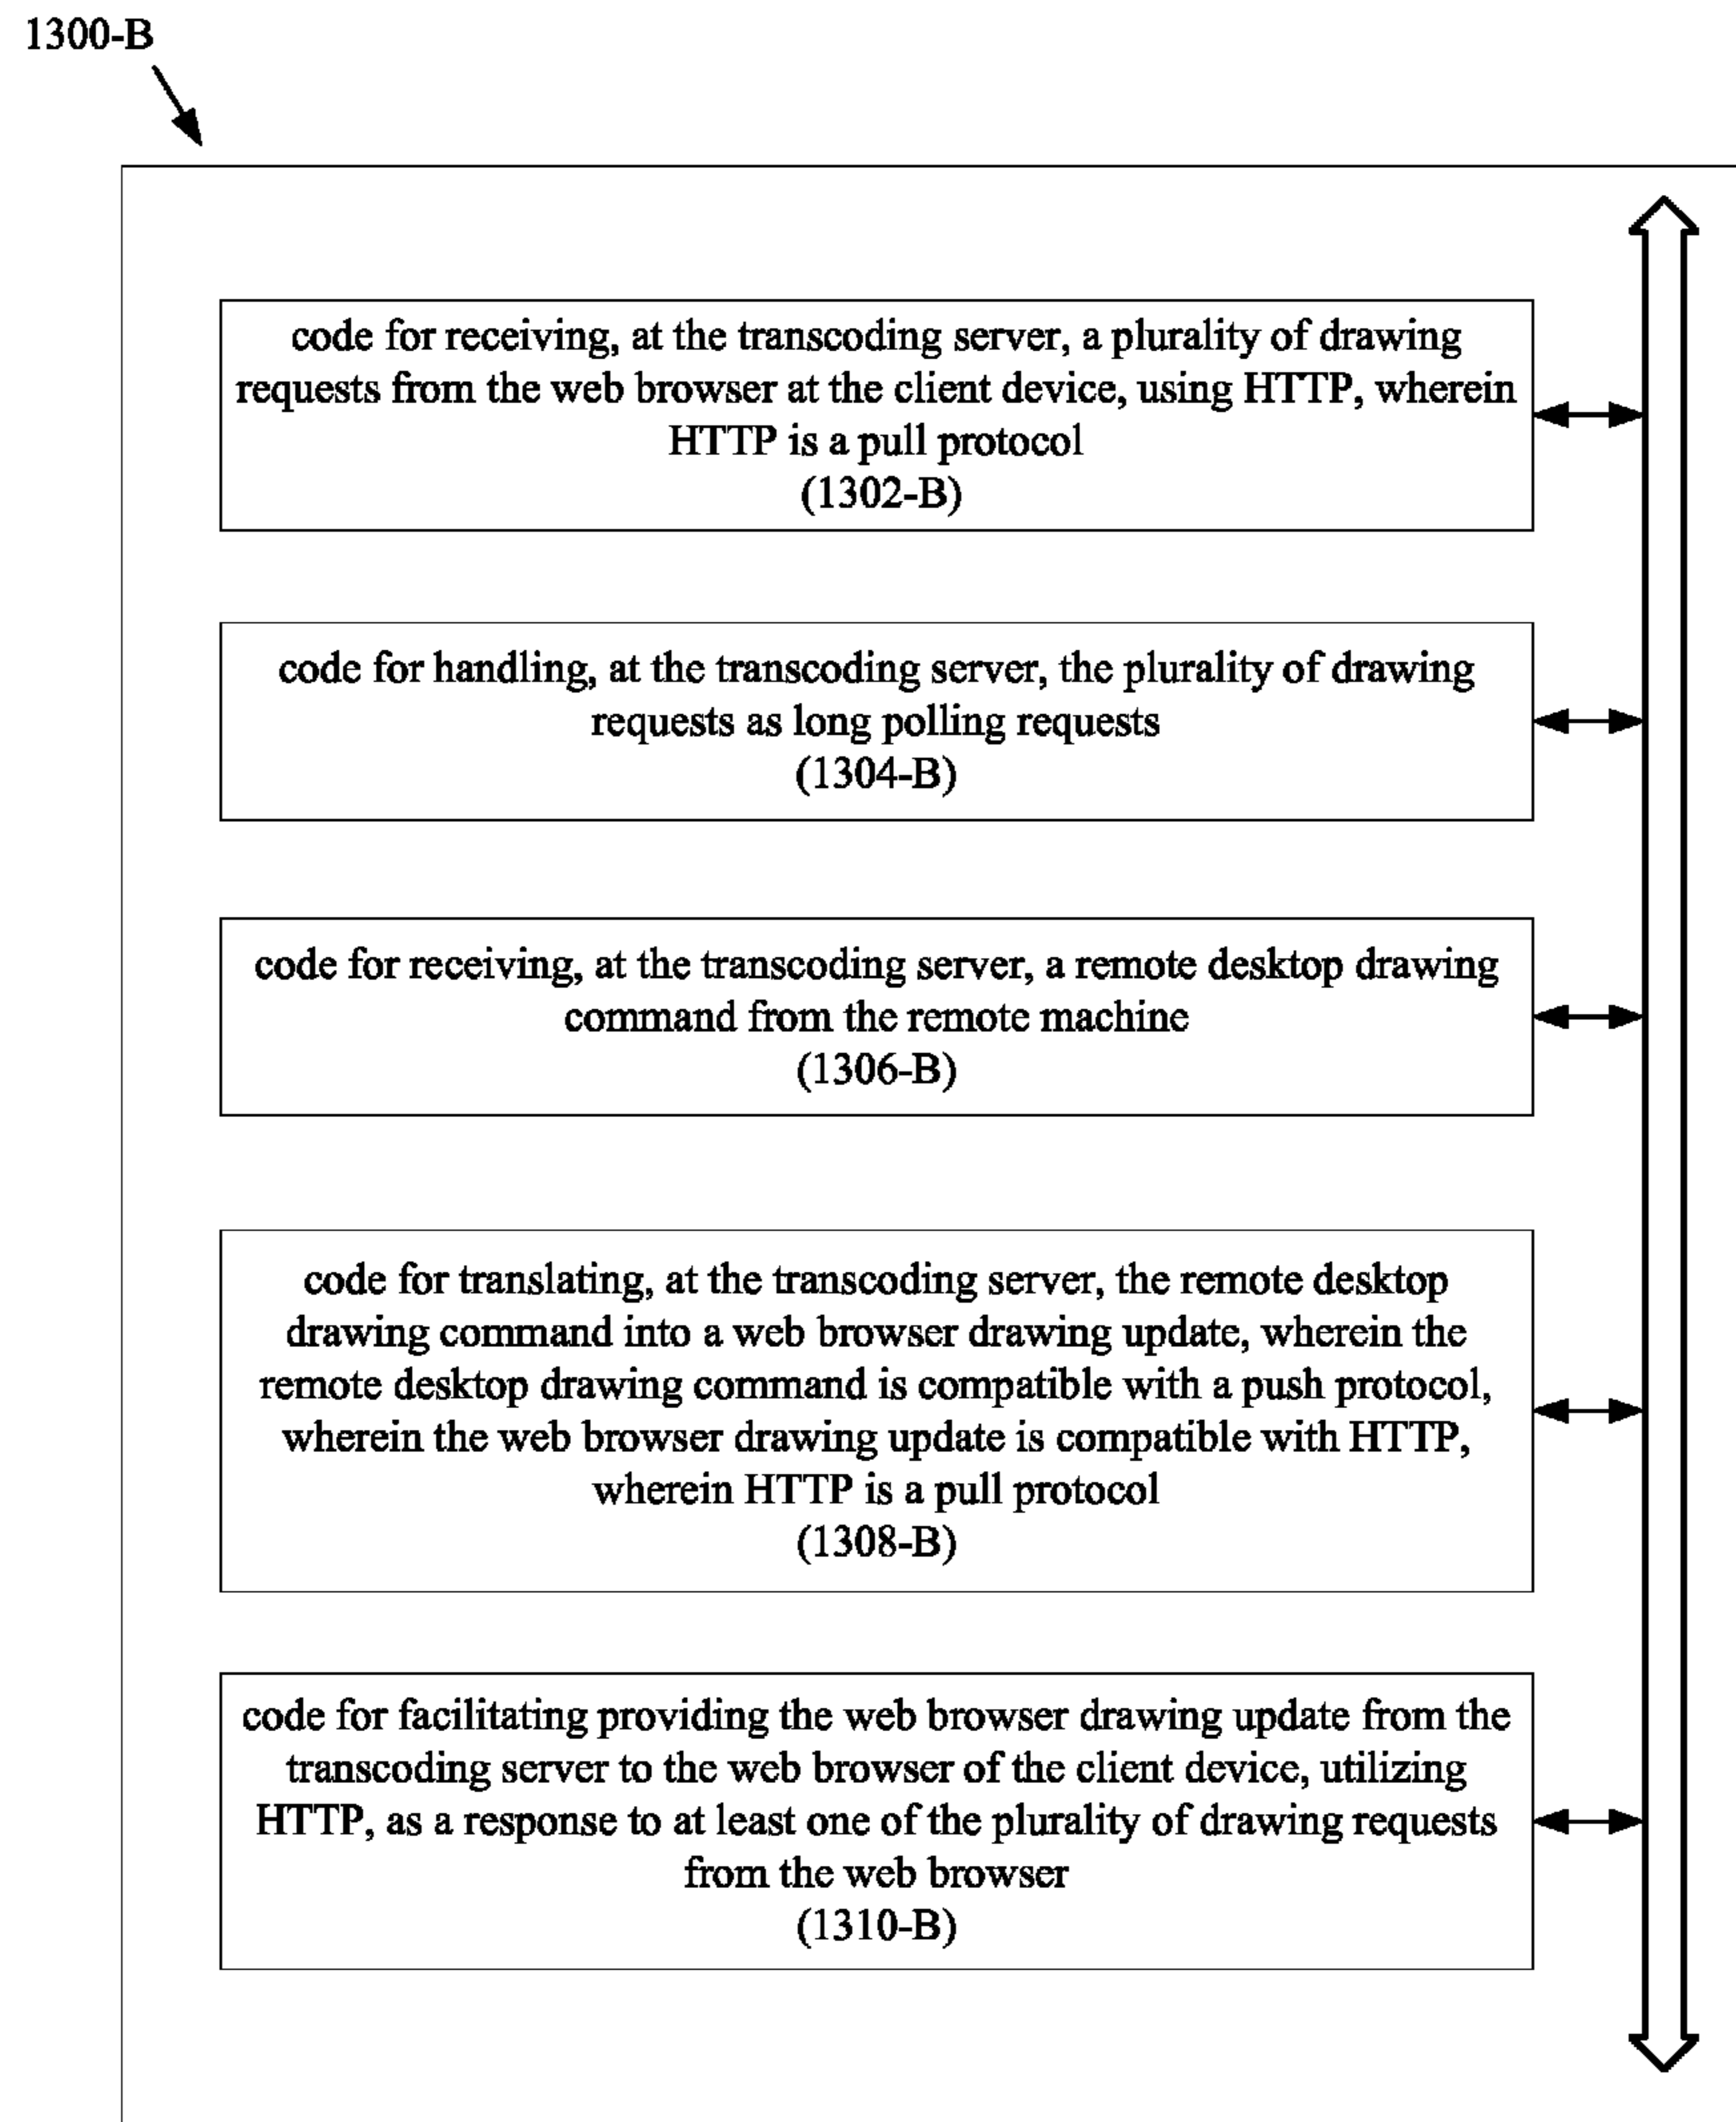 1300-B
code for receiving, at the transcoding server, a plurality of drawing
requests from the web browser at the client device, using HTTP, wherein
HTTP is a pull protocol
(1302-B)
code for handling, at the transcoding server, the plurality of drawing
requests as long polling requests
(1304-B)
code for receiving, at the transcoding server, a remote desktop drawing
command from the remote machine
(1306-B)
code for translating, at the transcoding server, the remote desktop
drawing command into a web browser drawing update, wherein the
remote desktop drawing command is compatible with a push protocol,
wherein the web browser drawing update is compatible with HTTP,
wherein HTTP is a pull protocol
(1308-B)
code for facilitating providing the web browser drawing update from the
transcoding server to the web browser of the client device, utilizing
HTTP, as a response to at least one of the plurality of drawing requests
from the web browser
(1310-B)